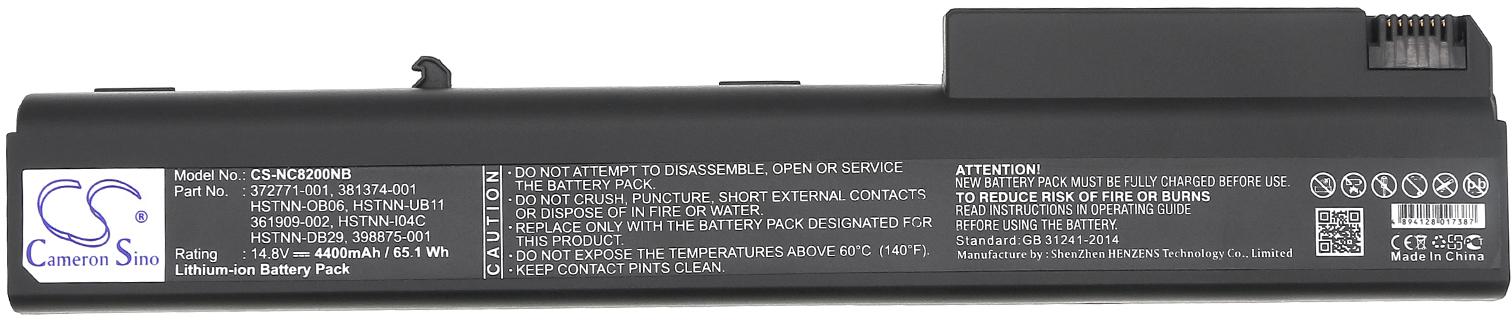 CS
®
Cameron Sino
Model No.: CS-NC8200NB
Part No. : 372771-001, 381374-001
HSTNN-OB06, HSTNN-UB11
361909-002, HSTNN-I04C
HSTNN-DB29, 398875-001
Rating : 14.8V 4400mAh / 65.1 Wh
Lithium-ion Battery Pack
CAUTION
· DO NOT ATTEMPT TO DISASSEMBLE, OPEN OR SERVICE
THE BATTERY PACK.
· DO NOT CRUSH, PUNCTURE, SHORT EXTERNAL CONTACTS
OR DISPOSE OF IN FIRE OR WATER.
· REPLACE ONLY WITH THE BATTERY PACK DESIGNATED FOR
THIS PRODUCT.
· DO NOT EXPOSE THE TEMPERATURES ABOVE 60°C (140°F).
· KEEP CONTACT PINS CLEAN.
ATTENTION!
NEW BATTERY PACK MUST BE FULLY CHARGED BEFORE USE.
TO REDUCE RISK OF FIRE OR BURNS
READ INSTRUCTIONS IN OPERATING GUIDE
BEFORE USING THE BATTERY.
Standard:GB 31241-2014
Manufacture by : ShenZhen HENZENS Technology Co., Limited
4 894128 017387
Made In China